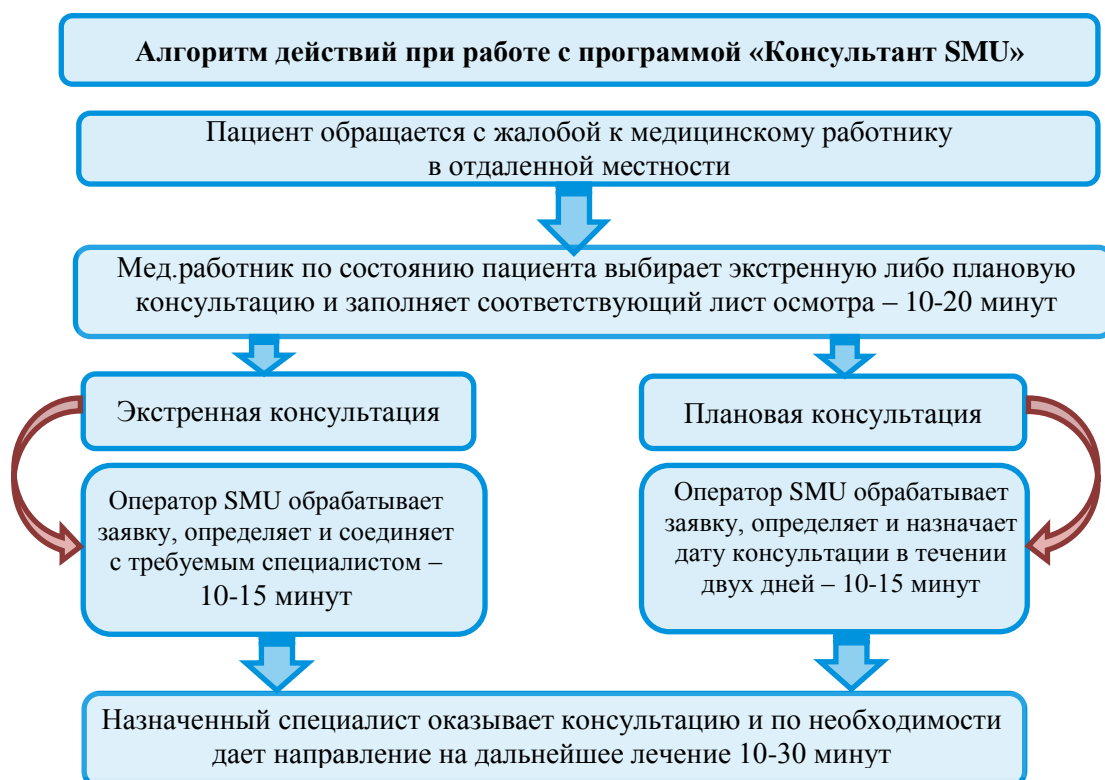 Алгоритм действий при работе с программой «Консультант SMU»
Пациент обращается с жалобой к медицинскому работнику
в отдаленной местности
Мед.работник по состоянию пациента выбирает экстренную либо плановую
консультацию и заполняет соответствующий лист осмотра – 10-20 минут
Экстренная консультация
Плановая консультация
Оператор SMU обрабатывает
заявку, определяет и соединяет
с требуемым специалистом –
10-15 минут
Оператор SMU обрабатывает
заявку, определяет и назначает
дату консультации в течении
двух дней – 10-15 минут
Назначенный специалист оказывает консультацию и по необходимости
дает направление на дальнейшее лечение 10-30 минут